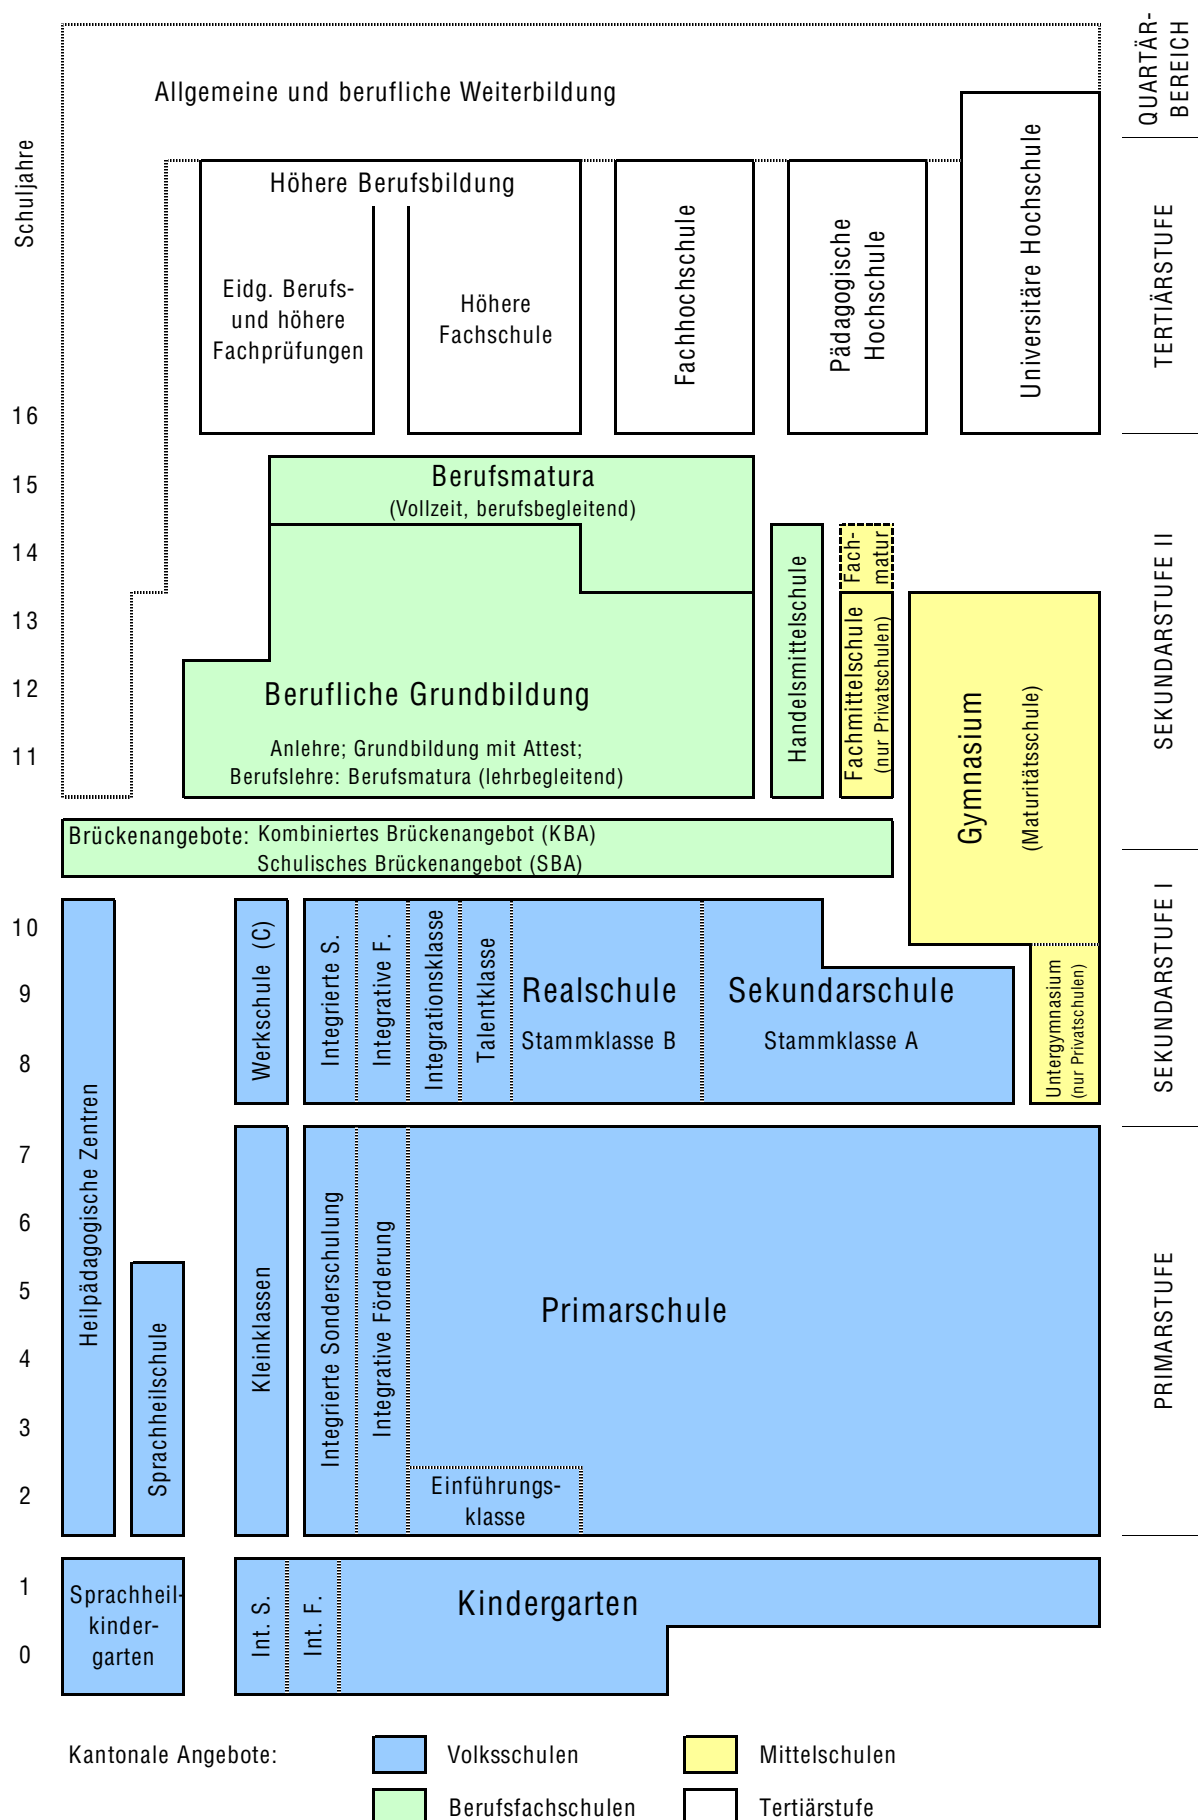 QUARTÄR-
BEREICH
Allgemeine und berufliche Weiterbildung
Schuljahre
Höhere Berufsbildung
Eidg. Berufs-
und höhere
Fachprüfungen
Höhere
Fachschule
Fachhochschule
Pädagogische
Hochschule
Universitäre Hochschule
TERTIÄRSTUFE
16
15
14
13
12
11
Berufsmatura
(Vollzeit, berufsbegleitend)
Berufliche Grundbildung
Anlehre; Grundbildung mit Attest;
Berufslehre: Berufsmatura (lehrbegleitend)
Handelsmittelschule
Fach-
matur
Fachmittelschule
(nur Privatschulen)
Gymnasium
(Maturitätsschule)
SEKUNDARSTUFE II
Brückenangebote: Kombiniertes Brückenangebot (KBA)
Schulisches Brückenangebot (SBA)
10
9
8
Heilpädagogische Zentren
Werkschule (C)
Integrierte S.
Integrative F.
Integrationsklasse
Talentklasse
Realschule
Stammklasse B
Sekundarschule
Stammklasse A
Untergymnasium
(nur Privatschulen)
SEKUNDARSTUFE I
7
6
5
4
3
2
Sprachheilschule
Kleinklassen
Integrierte Sonderschulung
Integrative Förderung
Primarschule
Einführungs-
klasse
PRIMARSTUFE
1
0
Sprachheil-
kinder-
garten
Int. S.
Int. F.
Kindergarten
Kantonale Angebote:
Volksschulen
Mittelschulen
Berufsfachschulen
Tertiärstufe